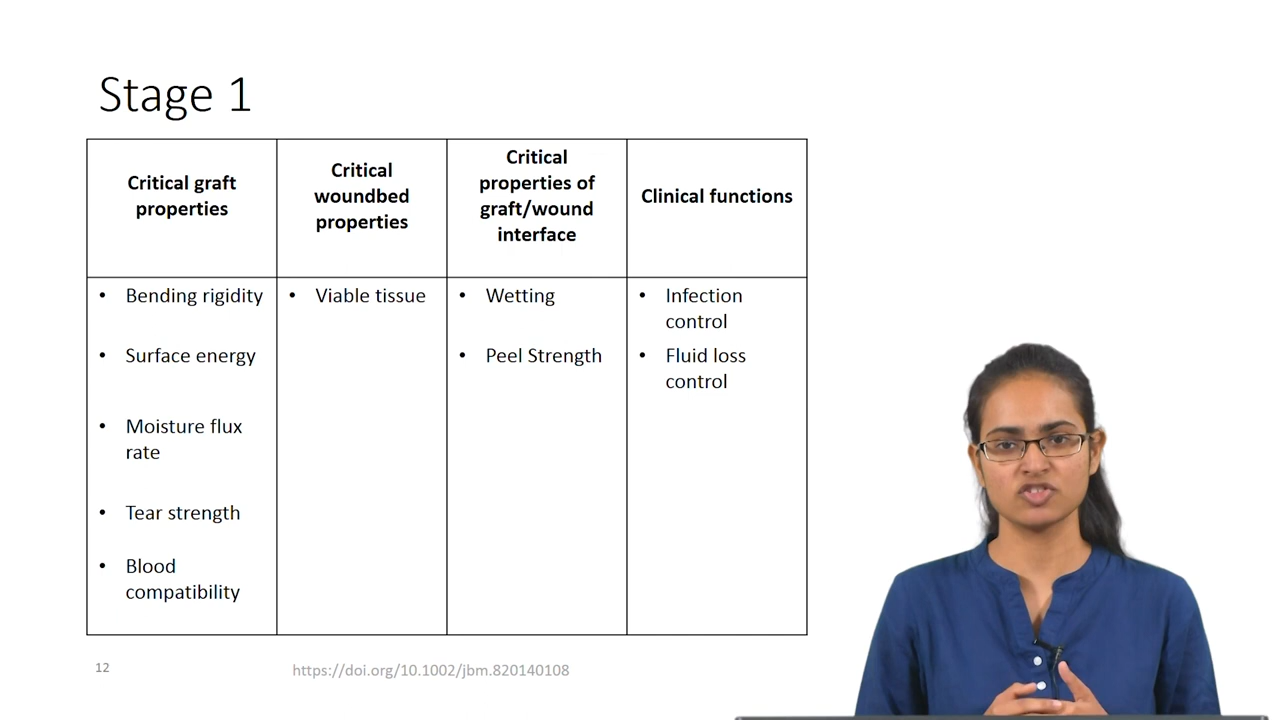 Stage 1
Critical graft
properties
Critical
woundbed
properties
Critical
properties of
graft/wound
interface
Clinical functions
• Bending rigidity
• Surface energy
• Moisture flux
rate
• Tear strength
• Blood
compatibility
• Viable tissue
• Wetting
• Peel Strength
• Infection
control
• Fluid loss
control
12
https://doi.org/10.1002/jbm.820140108